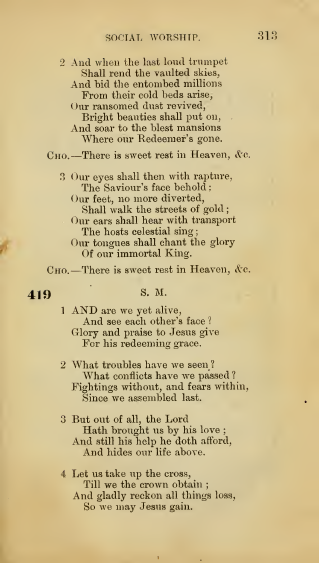 SOCIAL WORSHIP. 313
2 And when the last loud trumpet
Shall rend the vaulted skies,
And bid the entombed millions
From their cold beds arise,
Our ransomed dust revived,
Bright beauties shall put on,
And soar to the blest mansions
Where our Redeemer's gone.
CHO.—There is sweet rest in Heaven, &c.
3 Our eyes shall then with rapture,
The Saviour's face behold;
Our feet, no more diverted,
Shall walk the streets of gold;
Our ears shall hear with transport
The hosts celestial sing;
Our tongues shall chant the glory
Of our immortal King.
CHO.—There is sweet rest in Heaven, &c.
419 S. M.
1 AND are we yet alive,
And see each other's face?
Glory and praise to Jesus give
For his redeeming grace.
2 What troubles have we seen?
What conflicts have we passed?
Fightings without, and fears within,
Since we assembled last.
3 But out of all, the Lord
Hath brought us by his love;
And still his help he doth afford,
And hides our life above.
4 Let us take up the cross,
Till we the crown obtain;
And gladly reckon all things loss,
So we may Jesus gain.